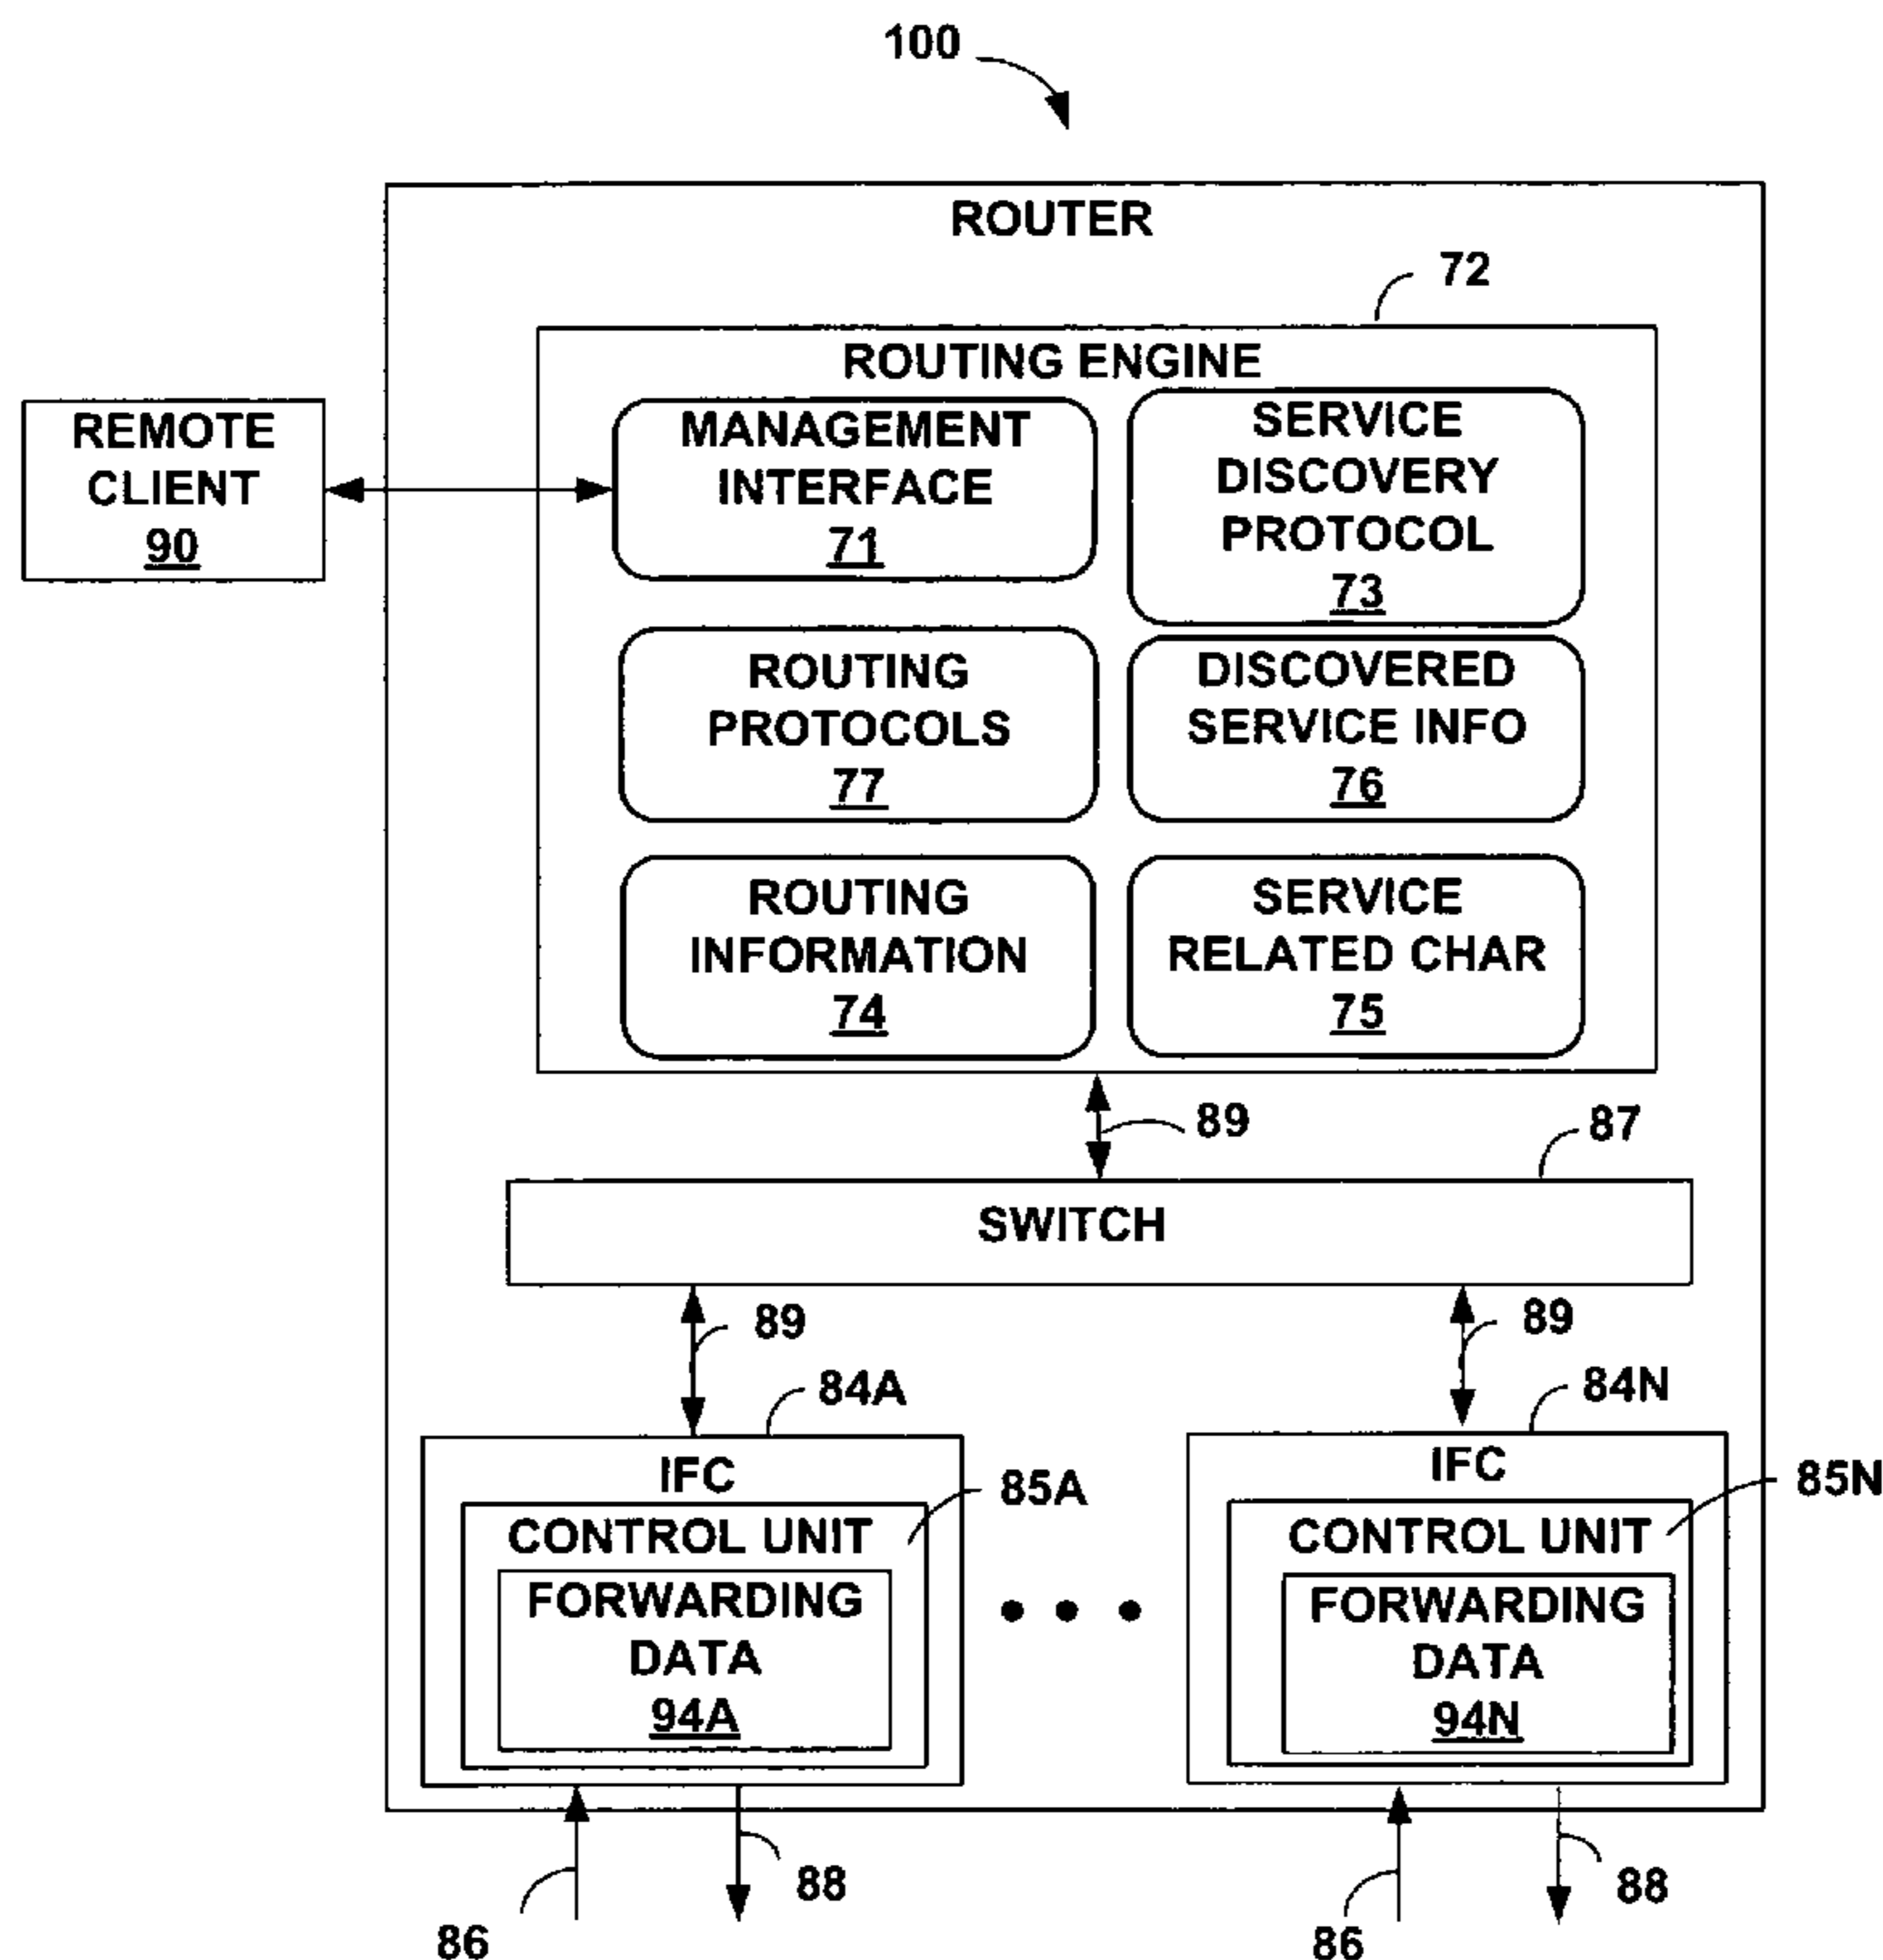 100
ROUTER
72
ROUTING ENGINE
REMOTE
CLIENT
90
MANAGEMENT
INTERFACE
71
SERVICE
DISCOVERY
PROTOCOL
73
ROUTING
PROTOCOLS
77
DISCOVERED
SERVICE INFO
76
ROUTING
INFORMATION
74
SERVICE
RELATED CHAR
75
89
87
SWITCH
89
89
84A
84N
IFC
85A
CONTROL UNIT
FORWARDING
DATA
94A
IFC
85N
CONTROL UNIT
FORWARDING
DATA
94N
86
88
86
88